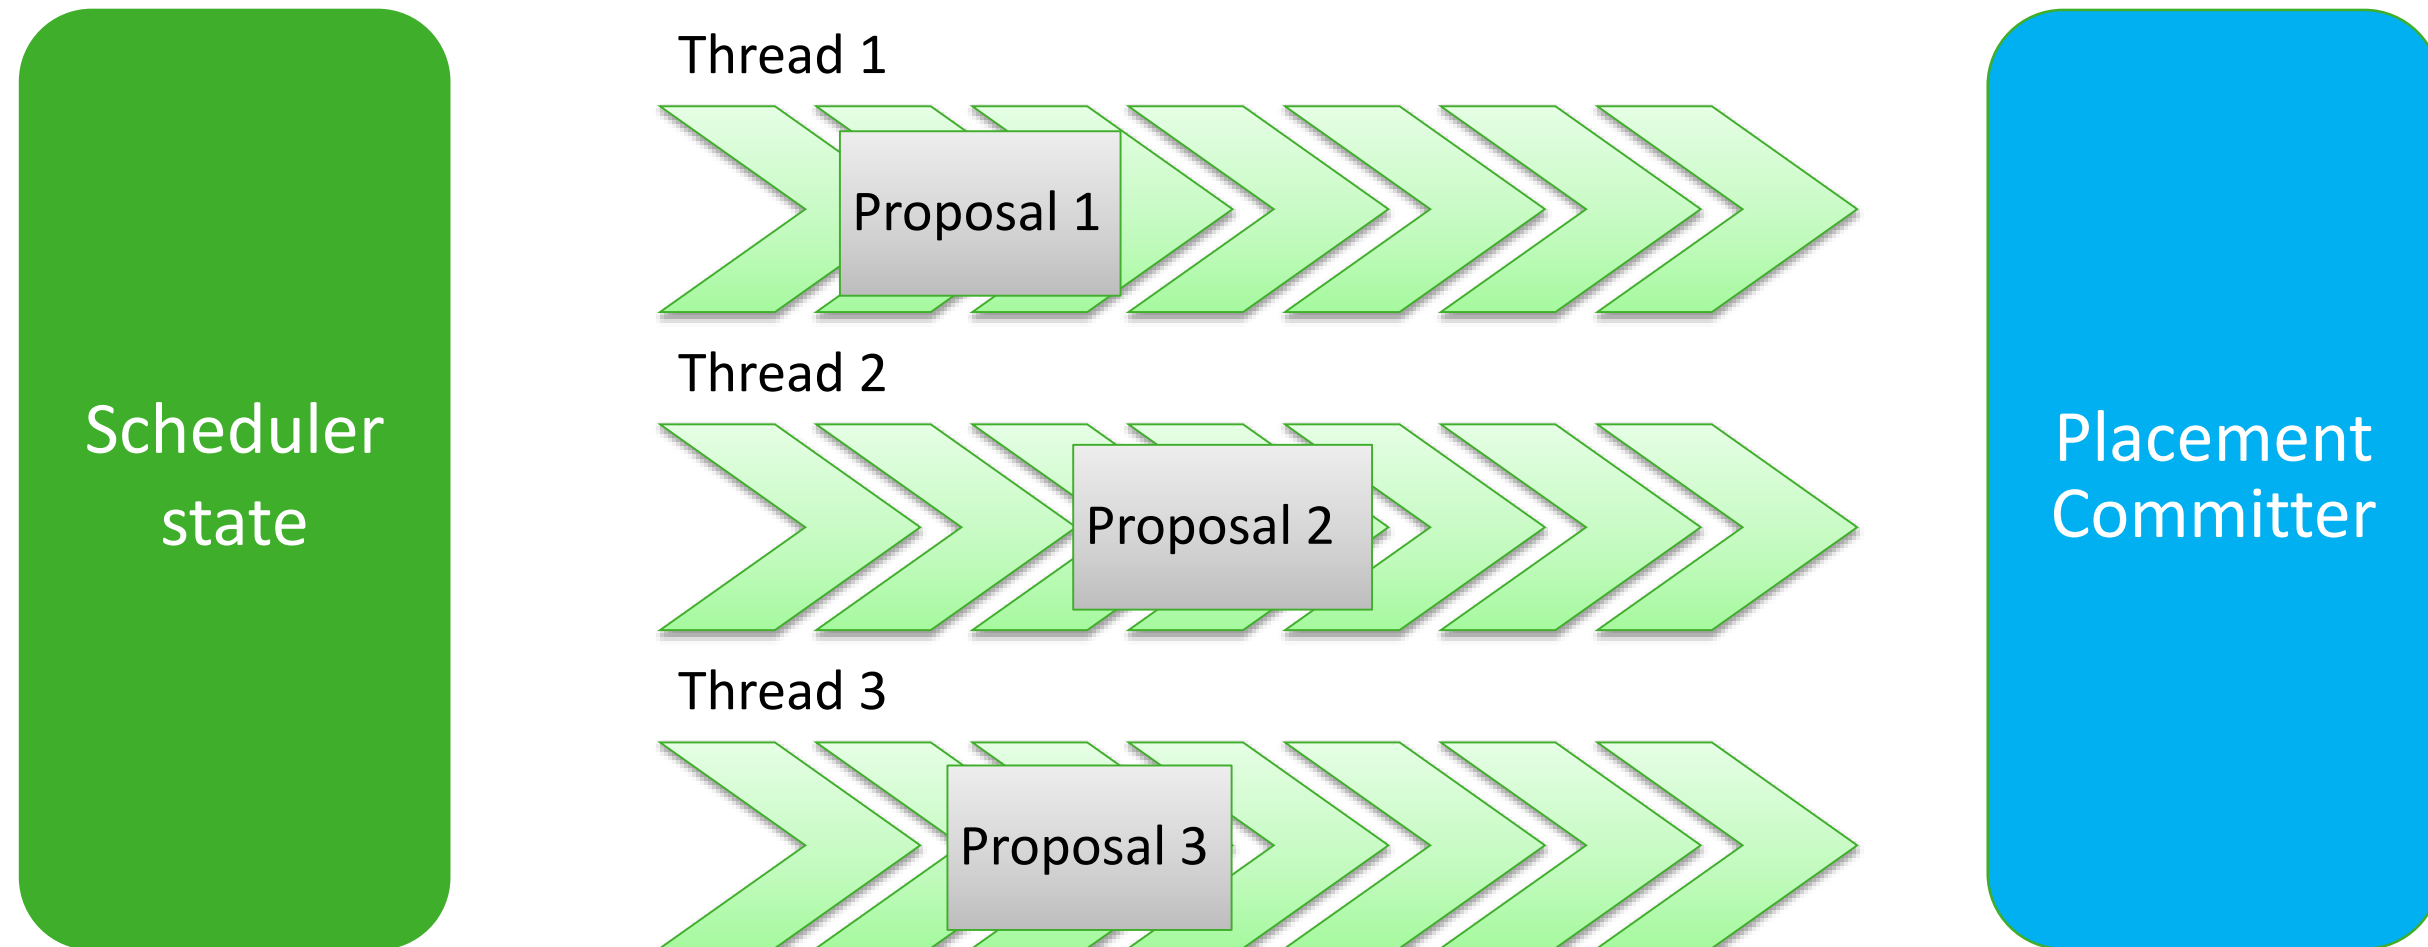 Thread 1
Proposal 1
Thread 2
Scheduler
state
Proposal 2
Placement
Committer
Thread 3
Proposal 3